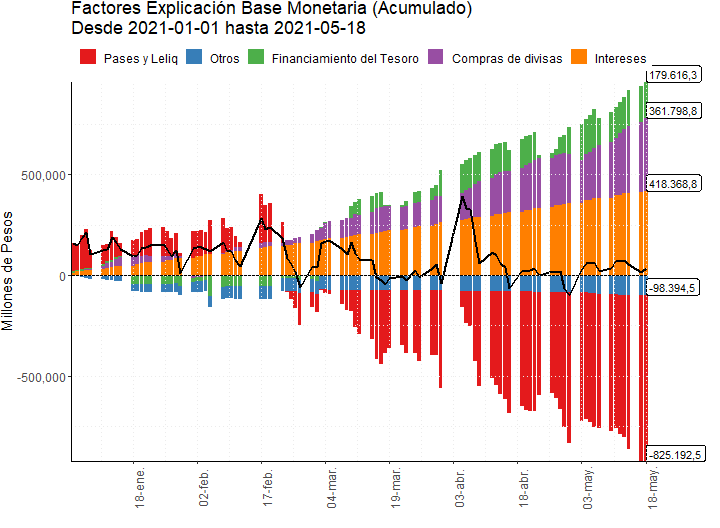 Factores Explicación Base Monetaria (Acumulado)
Desde 2021-01-01 hasta 2021-05-18
Pases y Leliq Otros Financiamiento del Tesoro Compras de divisas Intereses
179.616,3
361.798,8
418.368,8
-98.394,5
-825.192,5
Millones de Pesos
500,000
0
-500,000
18-ene.
02-feb.
17-feb.
04-mar.
19-mar.
03-abr.
18-abr.
03-may.
18-may.